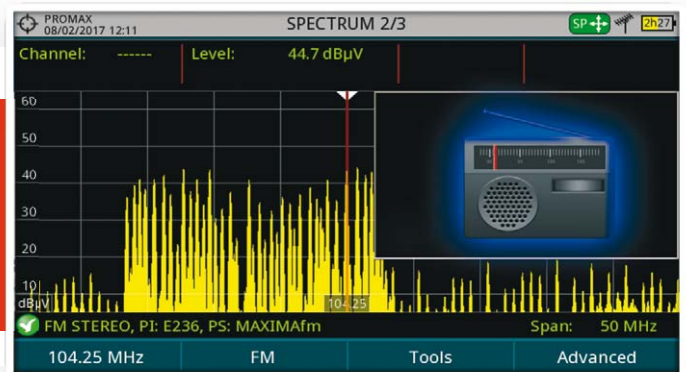 PROMAX
08/02/2017 12:11
SPECTRUM 2/3
SP
2h27
Channel: ------ Level: 44.7 dBµV
60
50
40
30
20
10
dBµV
104.25
FM STEREO, PI: E236, PS: MAXIMAfm Span: 50 MHz
104.25 MHz FM Tools Advanced